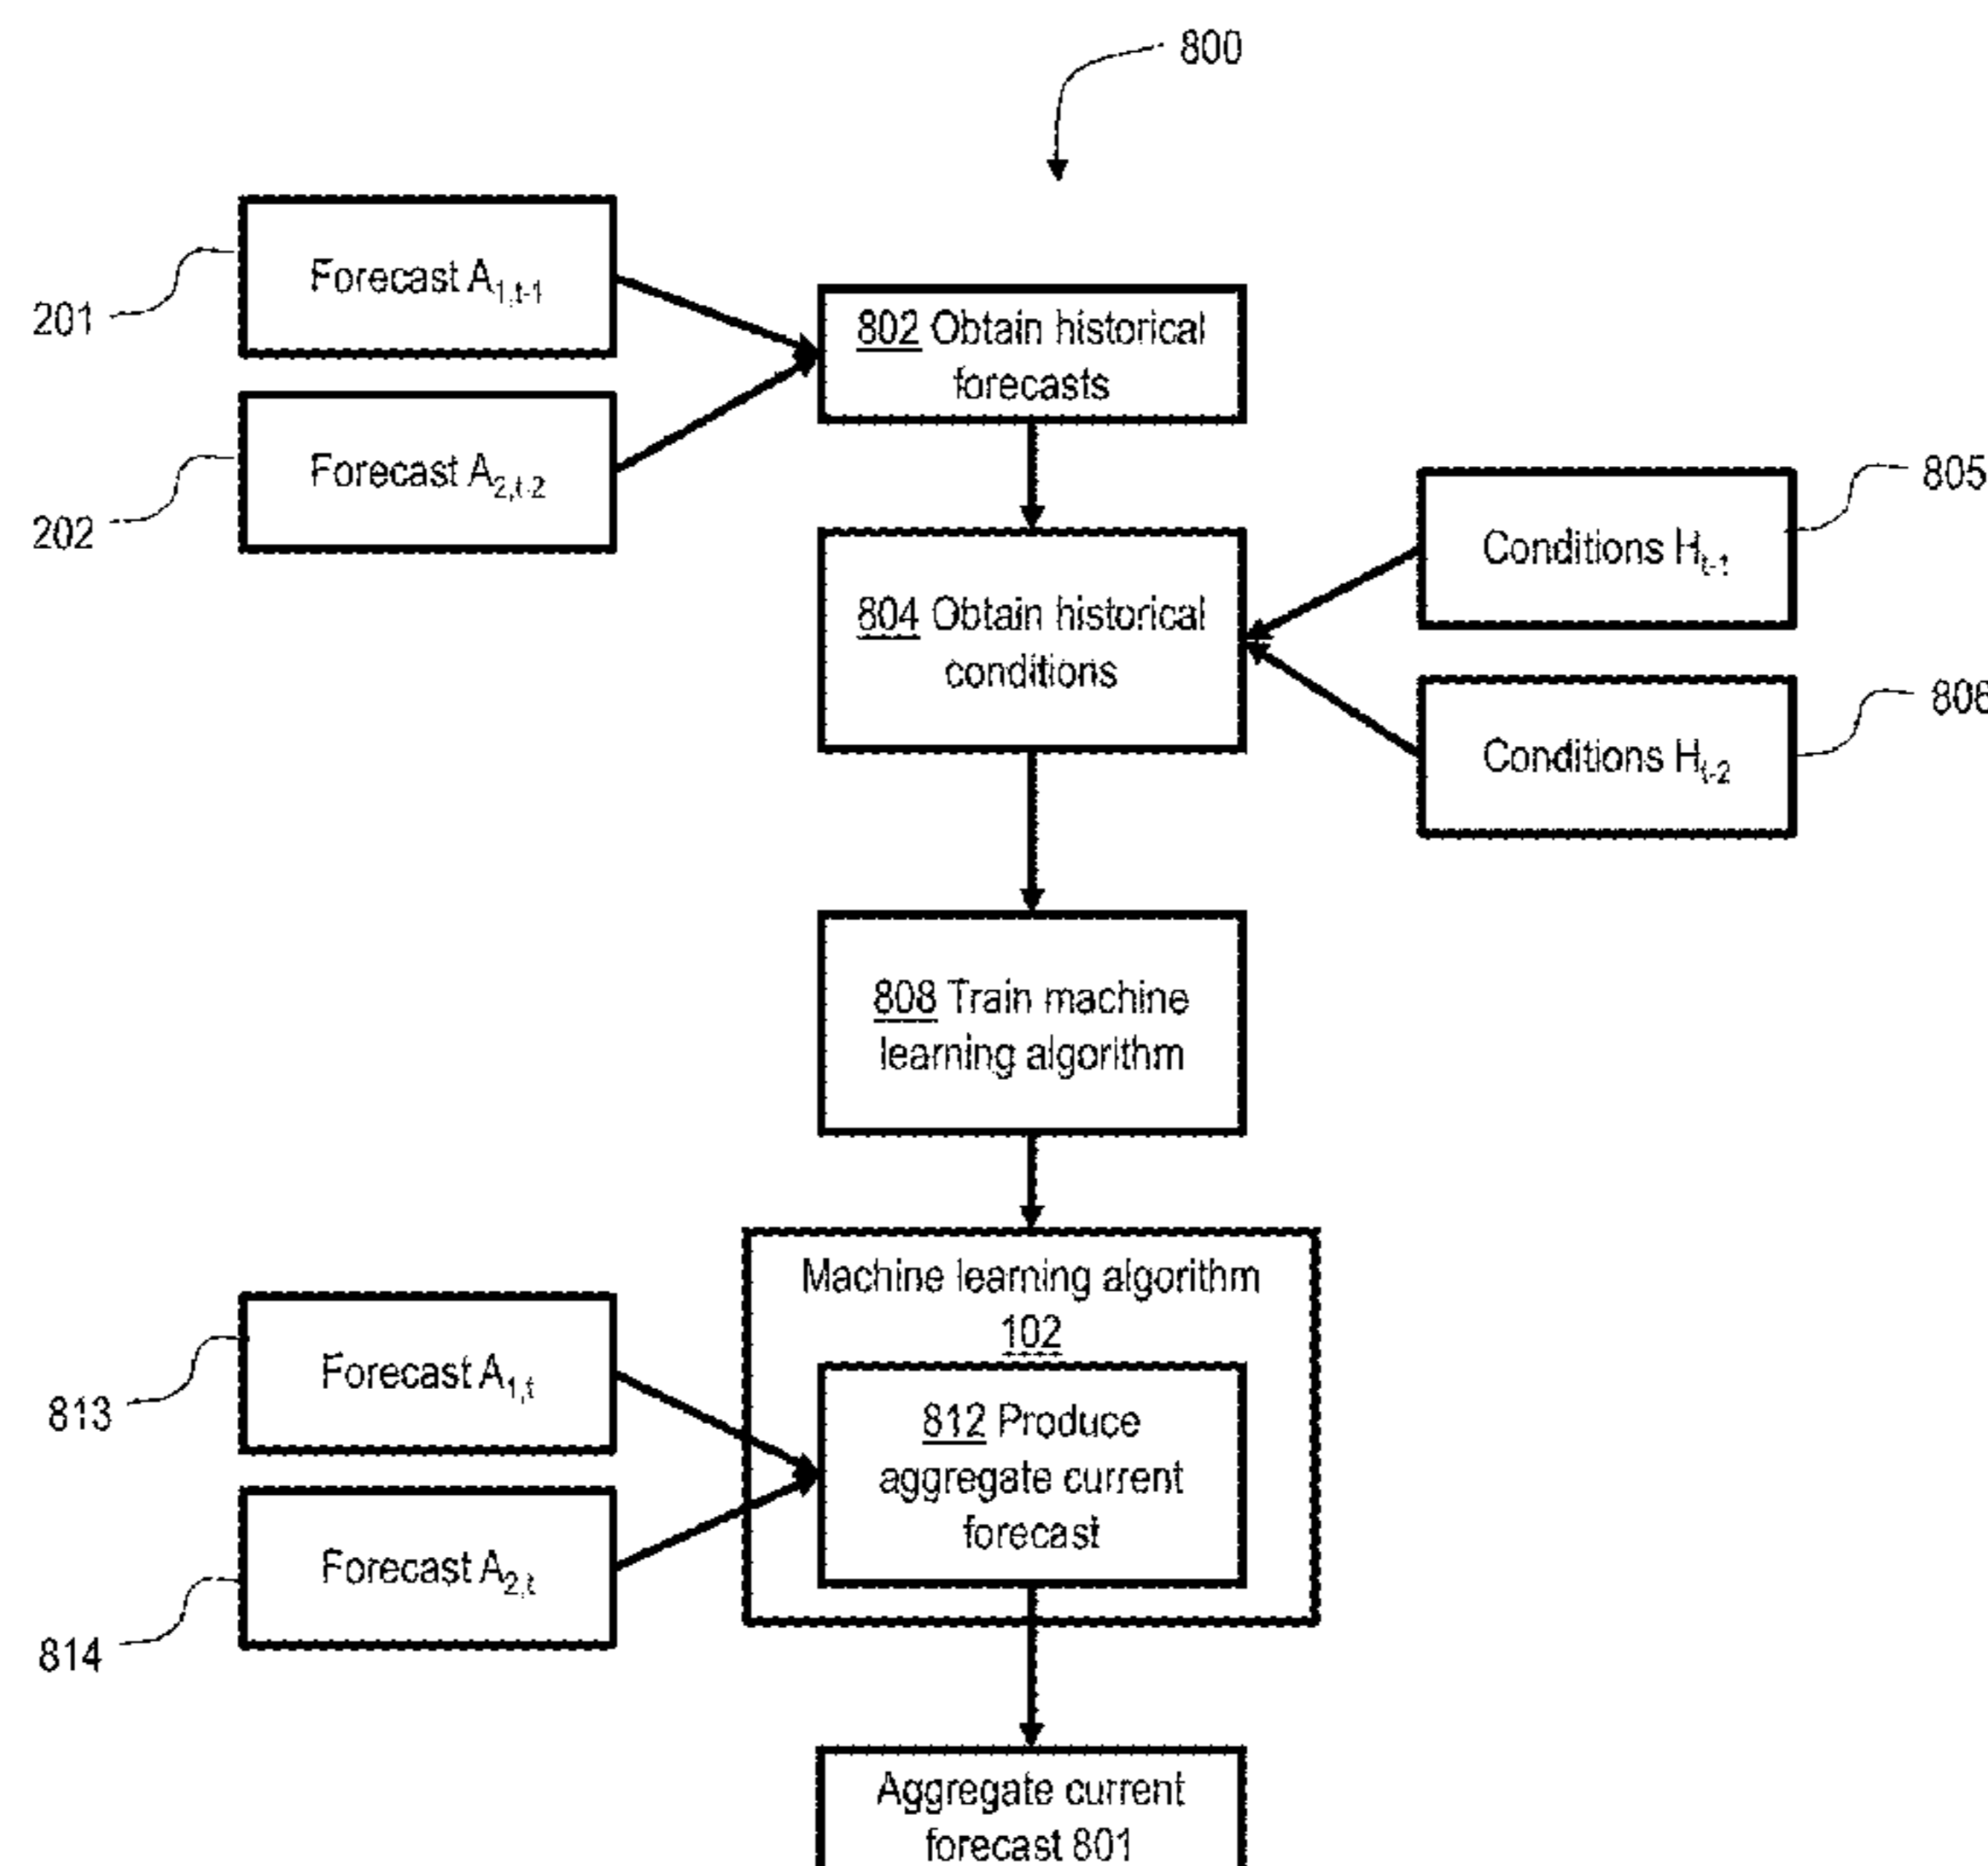 800
Forecast A1,t-1
201
802 Obtain historical
forecasts
Forecast A2,t-2
202
805
Conditions Ht-1
804 Obtain historical
conditions
806
Conditions Ht-2
808 Train machine
learning algorithm
Machine learning algorithm
102
Forecast A1,t
813
812 Produce
aggregate current
forecast
Forecast A2,t
814
Aggregate current
forecast 801